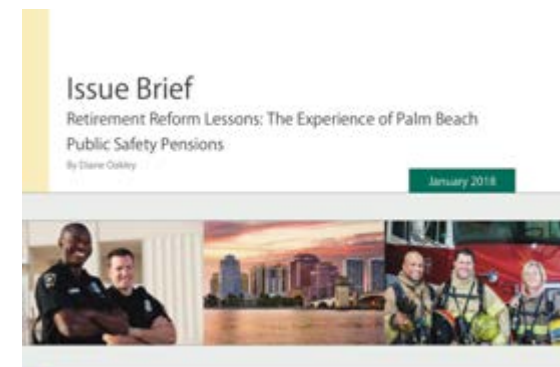 Issue Brief
Retirement Reform Lessons: The Experience of Palm Beach
Public Safety Pensions
By Diane Oakley
January 2018